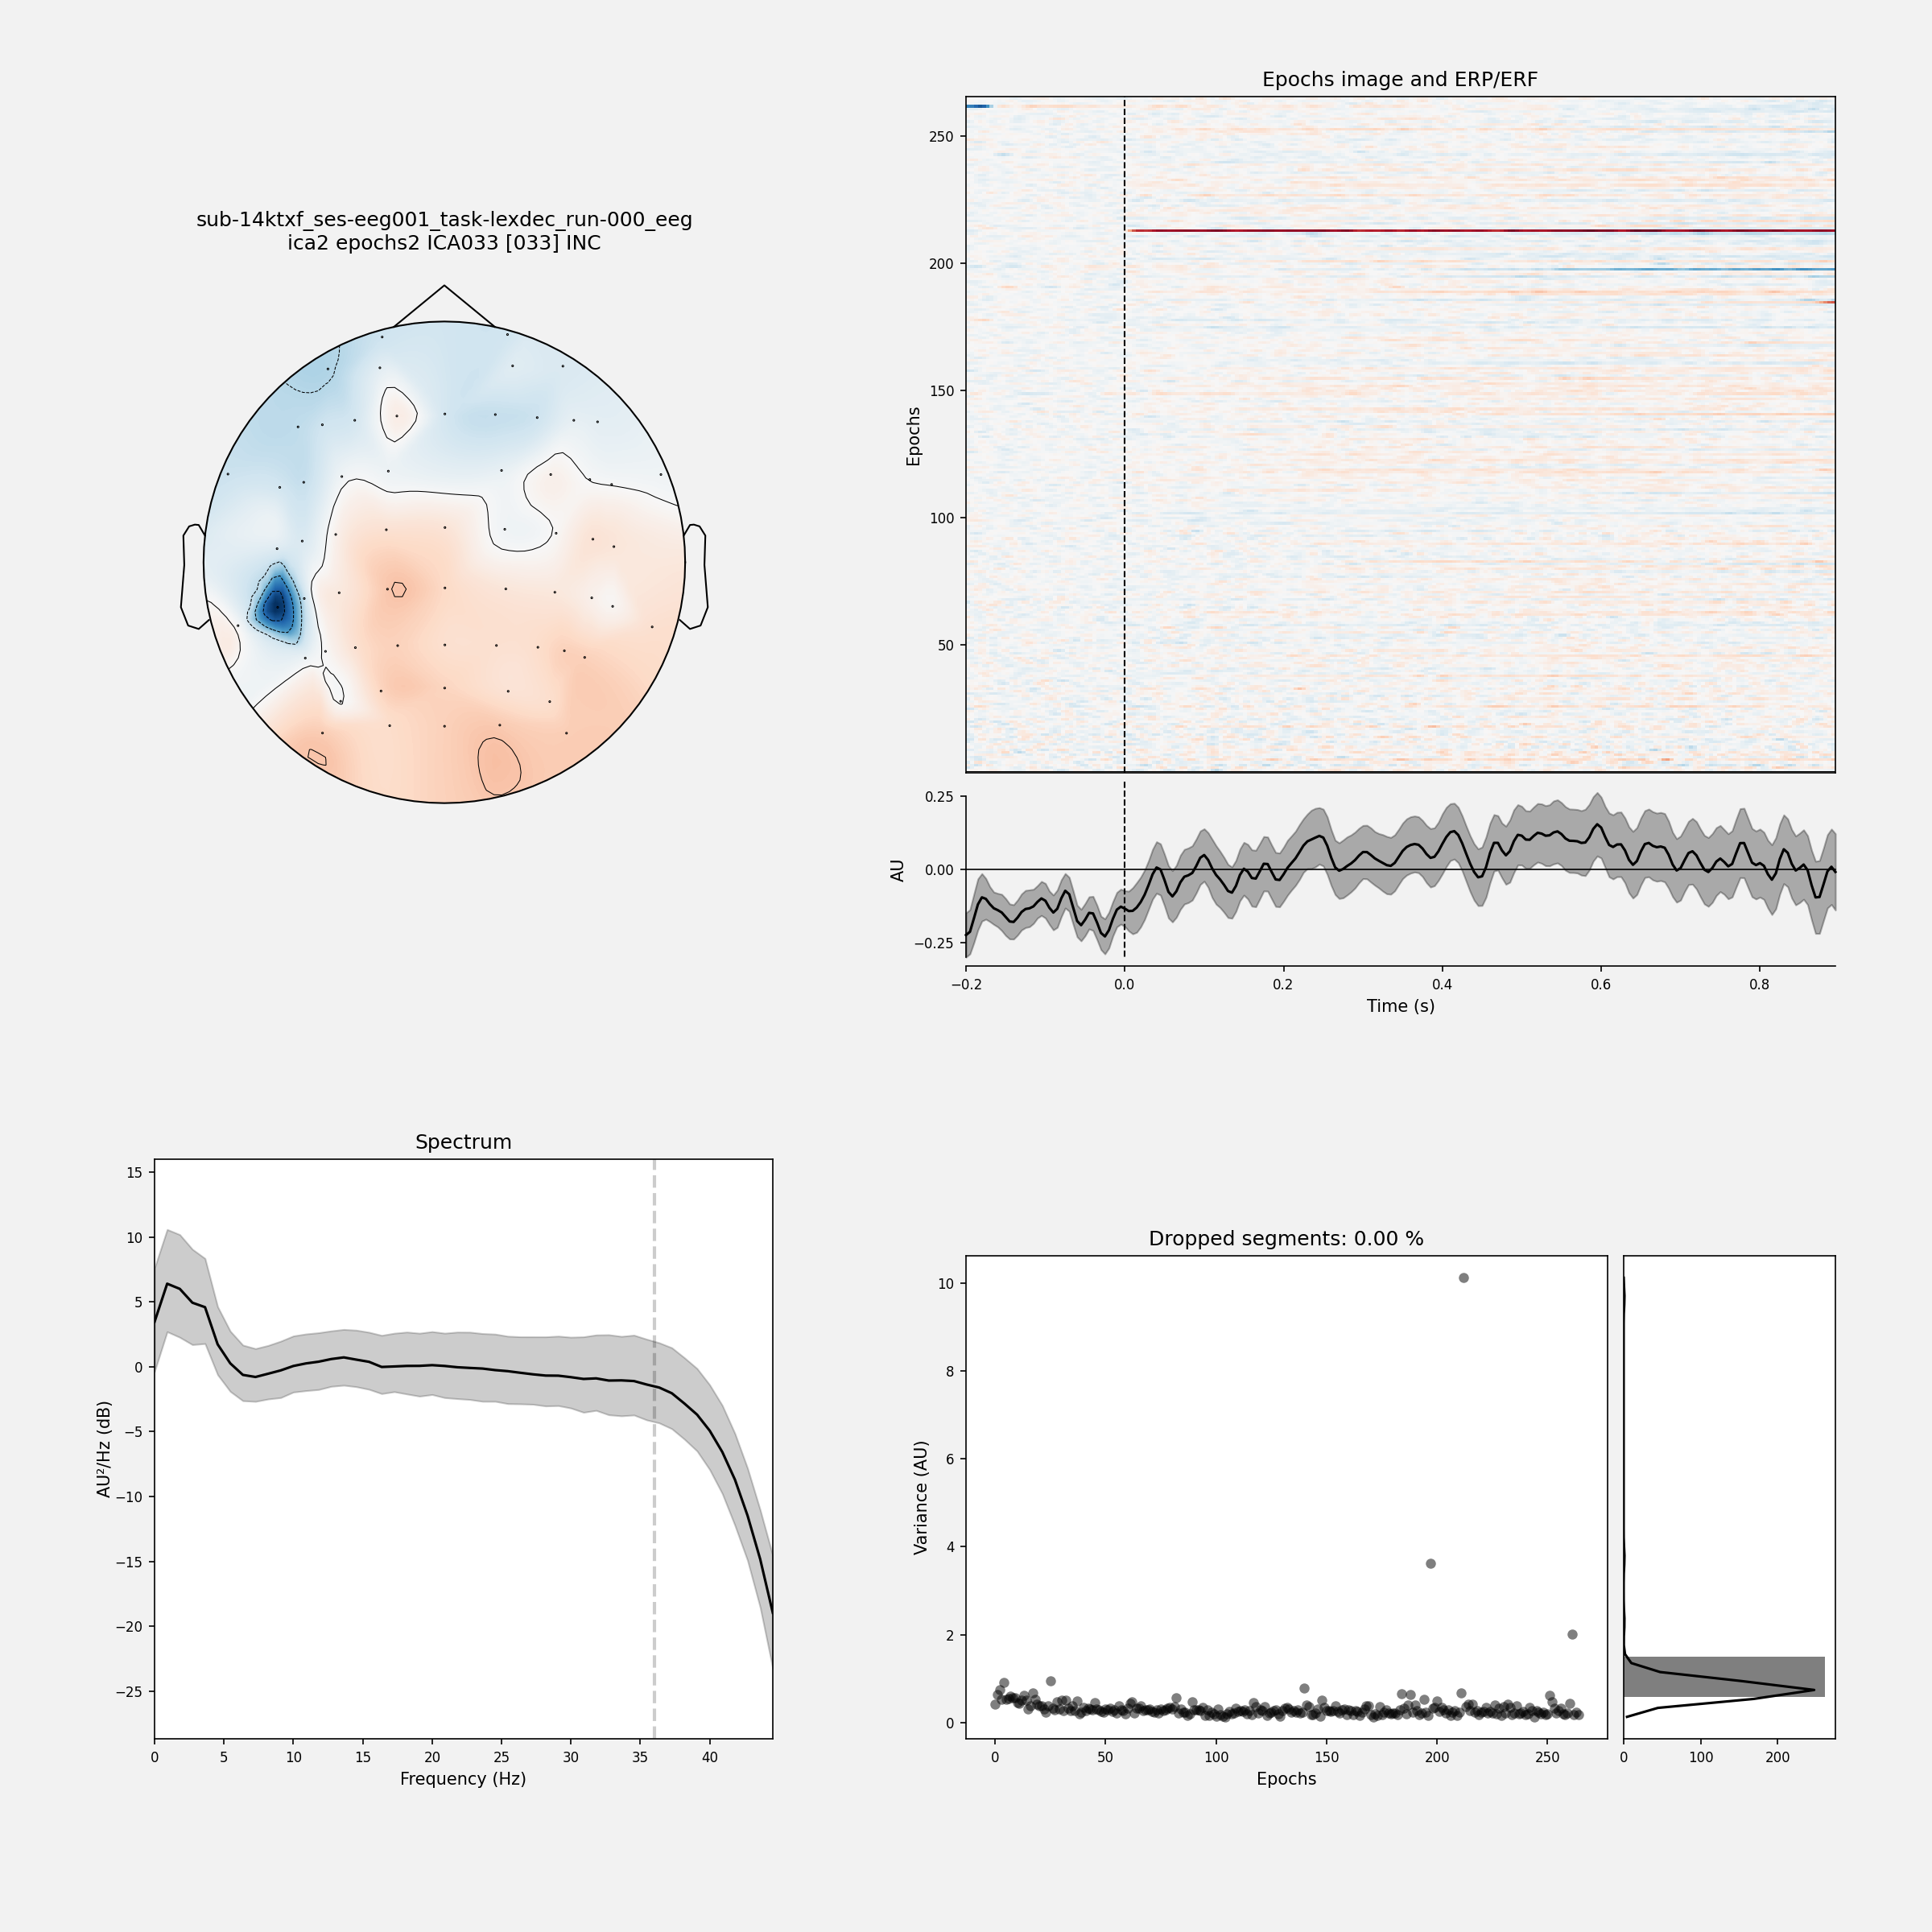 sub-14ktxf_ses-eeg001_task-lexdec_run-000_eeg
ica2 epochs2 ICA033 [033] INC
Epochs image and ERP/ERF
Epochs
250
200
150
100
50
AU
0.25
0.00
−0.25
−0.2 0.0 0.2 0.4 0.6 0.8
Time (s)
Spectrum
AU²/Hz (dB)
15
10
5
0
−5
−10
−15
−20
−25
0 5 10 15 20 25 30 35 40
Frequency (Hz)
Dropped segments: 0.00 %
Variance (AU)
10
8
6
4
2
0
0 50 100 150 200 250
Epochs
0 100 200